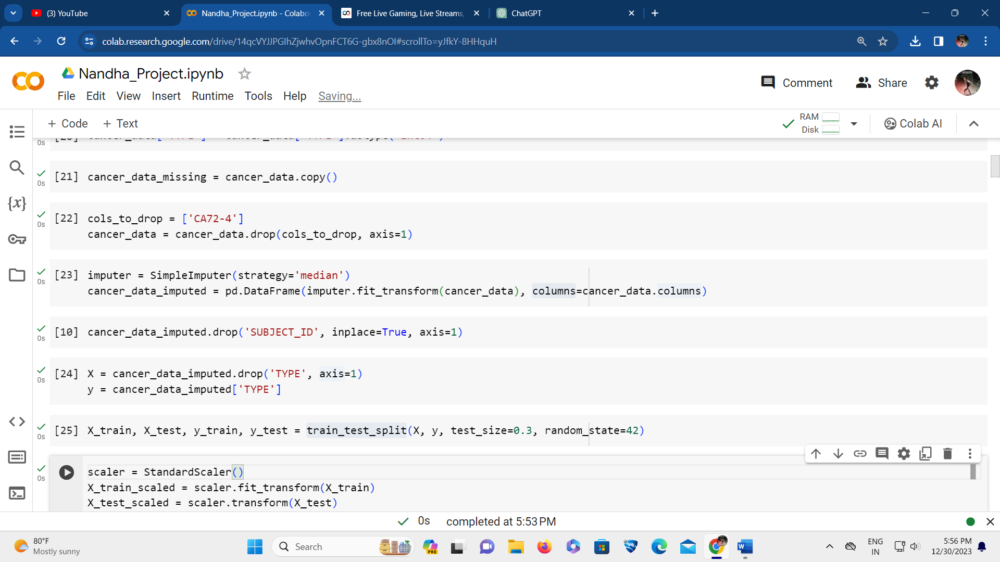 (3) YouTube
Nandha_Project.ipynb - Colabo
Free Live Gaming, Live Streams,
ChatGPT
colab.research.google.com/drive/14qcVYJJPGIhZjwhvOpnFCT6G-gbx8nOI#scrollTo=yJfkY-8HHquH
Nandha_Project.ipynb
File Edit View Insert Runtime Tools Help Saving...
Comment
Share
+ Code + Text
RAM
Disk
Colab AI
0s
[21] cancer_data_missing = cancer_data.copy()
0s
[22] cols_to_drop = ['CA72-4']
0s
cancer_data = cancer_data.drop(cols_to_drop, axis=1)
[23] imputer = SimpleImputer(strategy='median')
0s
cancer_data_imputed = pd.DataFrame(imputer.fit_transform(cancer_data), columns=cancer_data.columns)
[10] cancer_data_imputed.drop('SUBJECT_ID', inplace=True, axis=1)
0s
[24] X = cancer_data_imputed.drop('TYPE', axis=1)
0s
y = cancer_data_imputed['TYPE']
[25] X_train, X_test, y_train, y_test = train_test_split(X, y, test_size=0.3, random_state=42)
0s
scaler = StandardScaler()
0s
X_train_scaled = scaler.fit_transform(X_train)
X_test_scaled = scaler.transform(X_test)
0s completed at 5:53 PM
80°F
Mostly sunny
Search
PRE
ENG
IN
5:56 PM
12/30/2023